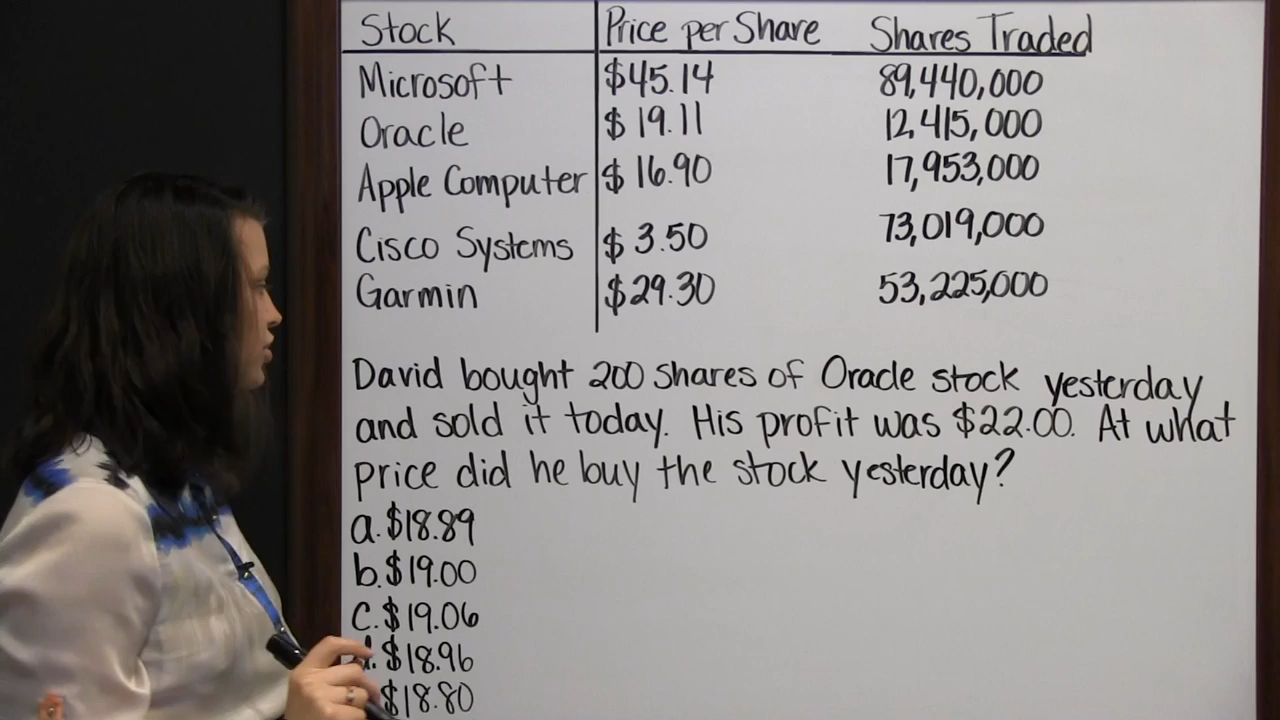 Stock Price per Share Shares Traded
Microsoft $45.14 89,440,000
Oracle $19.11 12,415,000
Apple Computer $16.90 17,953,000
Cisco Systems $3.50 73,019,000
Garmin $29.30 53,225,000
David bought 200 shares of Oracle stock yesterday
and sold it today. His profit was $22.00. At what
price did he buy the stock yesterday?
a. $18.89
b. $19.00
c. $19.06
d. $18.96
$18.80